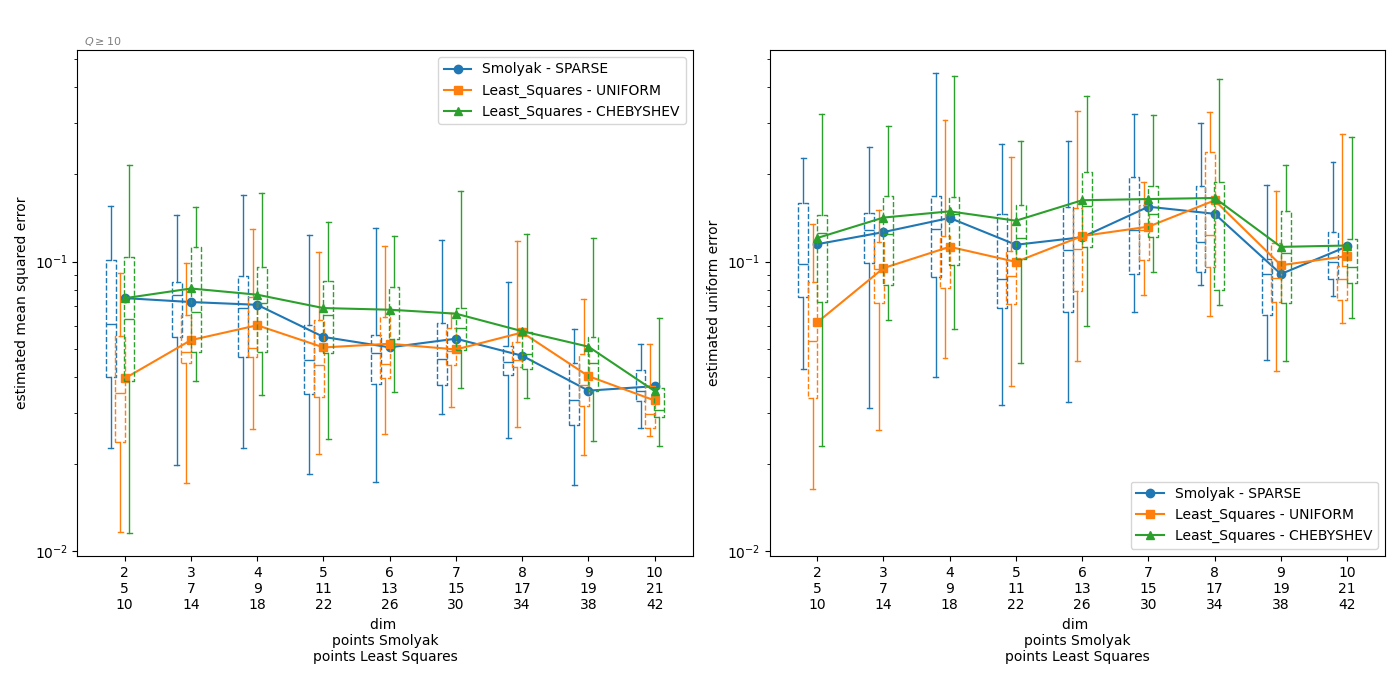 Q ≥ 10
estimated mean squared error
10⁻¹
10⁻²
Smolyak - SPARSE
Least_Squares - UNIFORM
Least_Squares - CHEBYSHEV
2 3 4 5 6 7 8 9 10
5 7 9 11 13 15 17 19 21
10 14 18 22 26 30 34 38 42
dim
points Smolyak
points Least Squares
estimated uniform error
10⁻¹
10⁻²
Smolyak - SPARSE
Least_Squares - UNIFORM
Least_Squares - CHEBYSHEV
2 3 4 5 6 7 8 9 10
5 7 9 11 13 15 17 19 21
10 14 18 22 26 30 34 38 42
dim
points Smolyak
points Least Squares